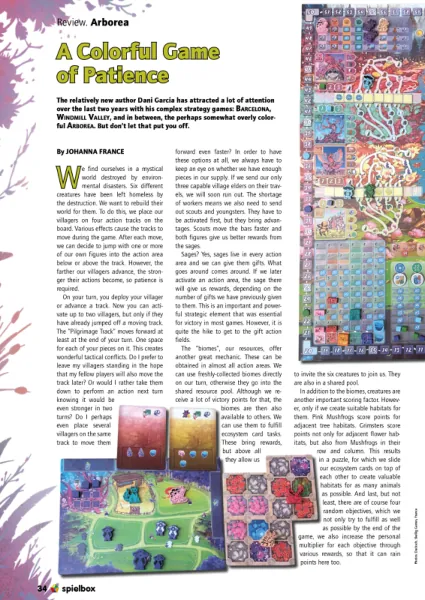 Review. Arborea
A Colorful Game
of Patience
The relatively new author Dani Garcia has attracted a lot of attention
over the last two years with his complex strategy games: BARCELONA,
WINDMILL VALLEY, and in between, the perhaps somewhat overly color-
ful ARBOREA. But don't let that put you off.
By JOHANNA FRANCE
We find ourselves in a mystical
world destroyed by environ-
mental disasters. Six different
creatures have been left homeless by
the destruction. We want to rebuild their
world for them. To do this, we place our
villagers on four action tracks on the
board. Various effects cause the tracks to
move during the game. After each move,
we can decide to jump with one or more
of our own figures into the action area
below or above the track. However, the
farther our villagers advance, the stron-
ger their actions become, so patience is
required.
On your turn, you deploy your villager
or advance a track. Now you can acti-
vate up to two villagers, but only if they
have already jumped off a moving track.
The "Pilgrimage Track" moves forward at
least at the end of your turn. One space
for each of your pieces on it. This creates
wonderful tactical conflicts. Do I prefer to
leave my villagers standing in the hope
that my fellow players will also move the
track later? Or would I rather take them
down to perform an action next turn
knowing it would be
even stronger in two
turns? Do I perhaps
even place several
villagers on the same
track to move them
forward even faster? In order to have
these options at all, we always have to
keep an eye on whether we have enough
pieces in our supply. If we send our only
three capable village elders on their trav-
els, we will soon run out. The shortage
of workers means we also need to send
out scouts and youngsters. They have to
be activated first, but they bring advan-
tages. Scouts move the bars faster and
both figures give us better rewards from
the sages.
Sages? Yes, sages live in every action
area and we can give them gifts. What
goes around comes around. If we later
activate an action area, the sage there
will give us rewards, depending on the
number of gifts we have previously given
to them. This is an important and power-
ful strategic element that was essential
for victory in most games. However, it is
quite the hike to get to the gift action
fields.
The "biomes", our resources, offer
another great mechanic. These can be
obtained in almost all action areas. We
can use freshly-collected biomes directly
on our turn, otherwise they go into the
shared resource pool. Although we re-
ceive a lot of victory points for that, the
biomes are then also
available to others. We
can use them to fulfill
ecosystem card tasks.
These bring rewards,
but above all
they allow us
to invite the six creatures to join us. They
are also in a shared pool.
In addition to the biomes, creatures are
another important scoring factor. Howev-
er, only if we create suitable habitats for
them. Pink Mushfrogs score points for
adjacent tree habitats. Grimsters score
points not only for adjacent flower hab-
itats, but also from Mushfrogs in their
row and column. This results
in a puzzle, for which we slide
our ecosystem cards on top of
each other to create valuable
habitats for as many animals
as possible. And last, but not
least, there are of course four
random objectives, which we
not only try to fulfill as well
as possible by the end of the
game, we also increase the personal
multiplier for each objective through
various rewards, so that it can rain
points here too.
34 spielbox